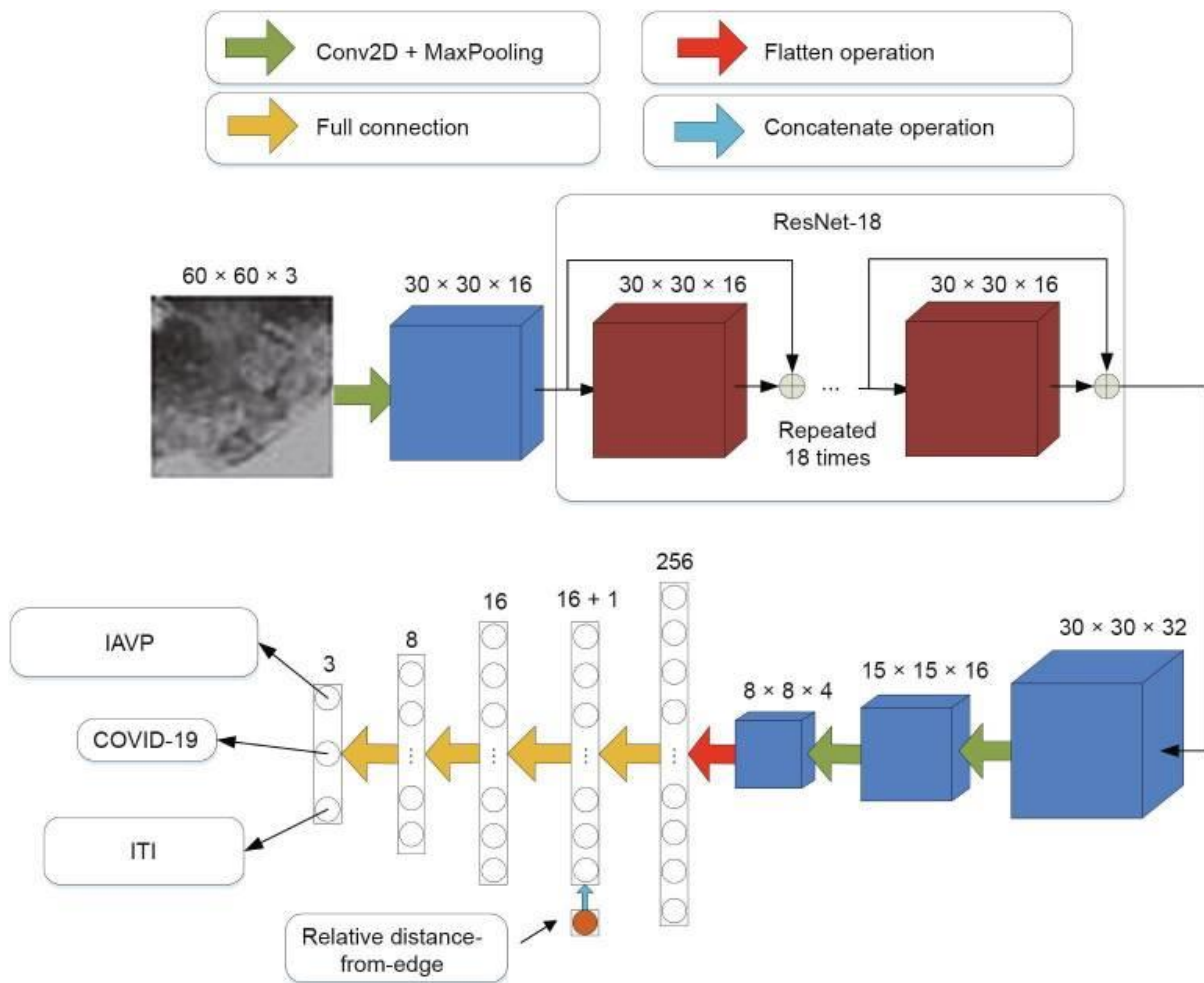 Conv2D + MaxPooling
Flatten operation
Full connection
Concatenate operation
ResNet-18
60 × 60 × 3
30 × 30 × 16
30 × 30 × 16
30 × 30 × 16
...
Repeated
18 times
256
16
16 + 1
30 × 30 × 32
IAVP
8
15 × 15 × 16
3
8 × 8 × 4
COVID-19
...
...
...
...
ITI
Relative distance-
from-edge